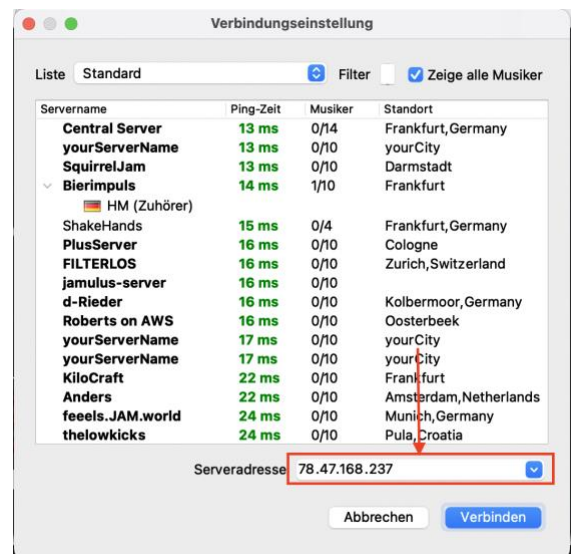 Verbindungseinstellung
Liste Standard Filter Zeige alle Musiker
Servername Ping-Zeit Musiker Standort
Central Server 13 ms 0/14 Frankfurt,Germany
yourServerName 13 ms 0/10 yourCity
SquirrelJam 13 ms 0/10 Darmstadt
Bierimpuls 14 ms 1/10 Frankfurt
HM (Zuhörer)
ShakeHands 15 ms 0/4 Frankfurt,Germany
PlusServer 16 ms 0/10 Cologne
FILTERLOS 16 ms 0/10 Zurich,Switzerland
jamulus-server 16 ms 0/10
d-Rieder 16 ms 0/10 Kolbermoor,Germany
Roberts on AWS 16 ms 0/10 Oosterbeek
yourServerName 17 ms 0/10 yourCity
yourServerName 17 ms 0/10 yourCity
KiloCraft 22 ms 0/10 Frankfurt
Anders 22 ms 0/10 Amsterdam,Netherlands
feeels.JAM.world 24 ms 0/10 Munich,Germany
thelowkicks 24 ms 0/10 Pula,Croatia
Serveradresse 78.47.168.237
Abbrechen Verbinden